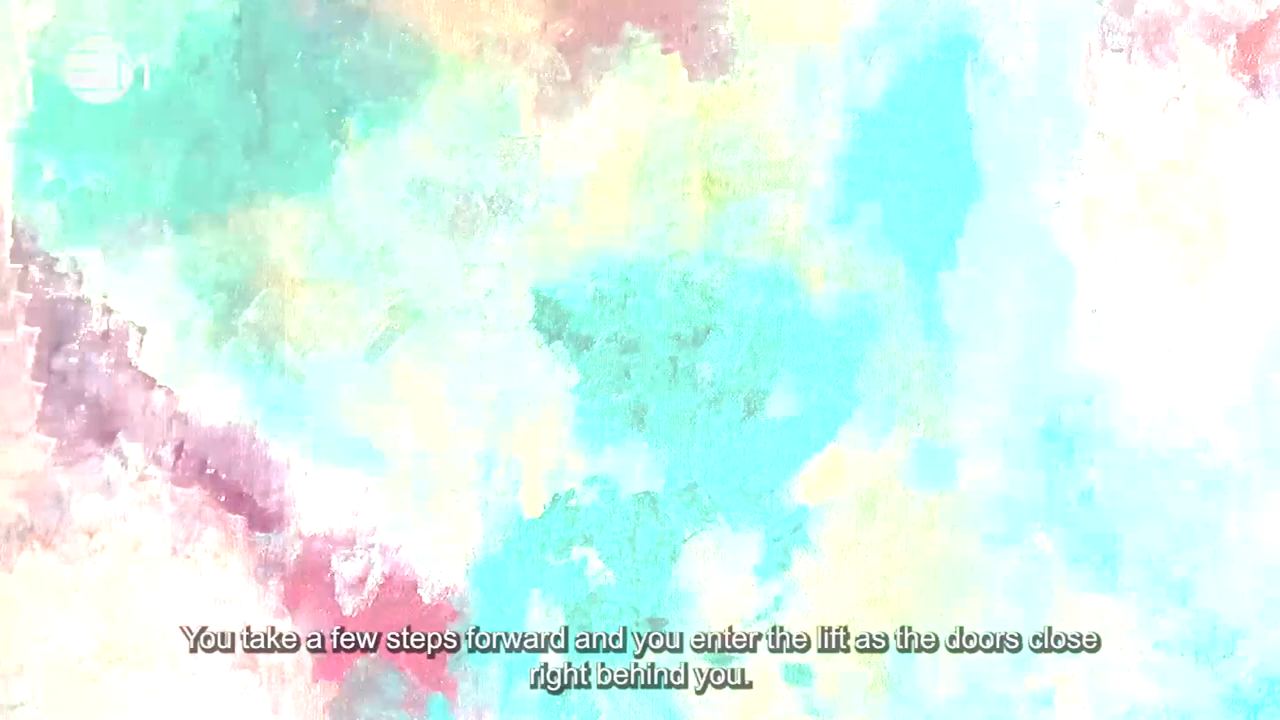 You take a few steps forward and you enter the lift as the doors close
right behind you.